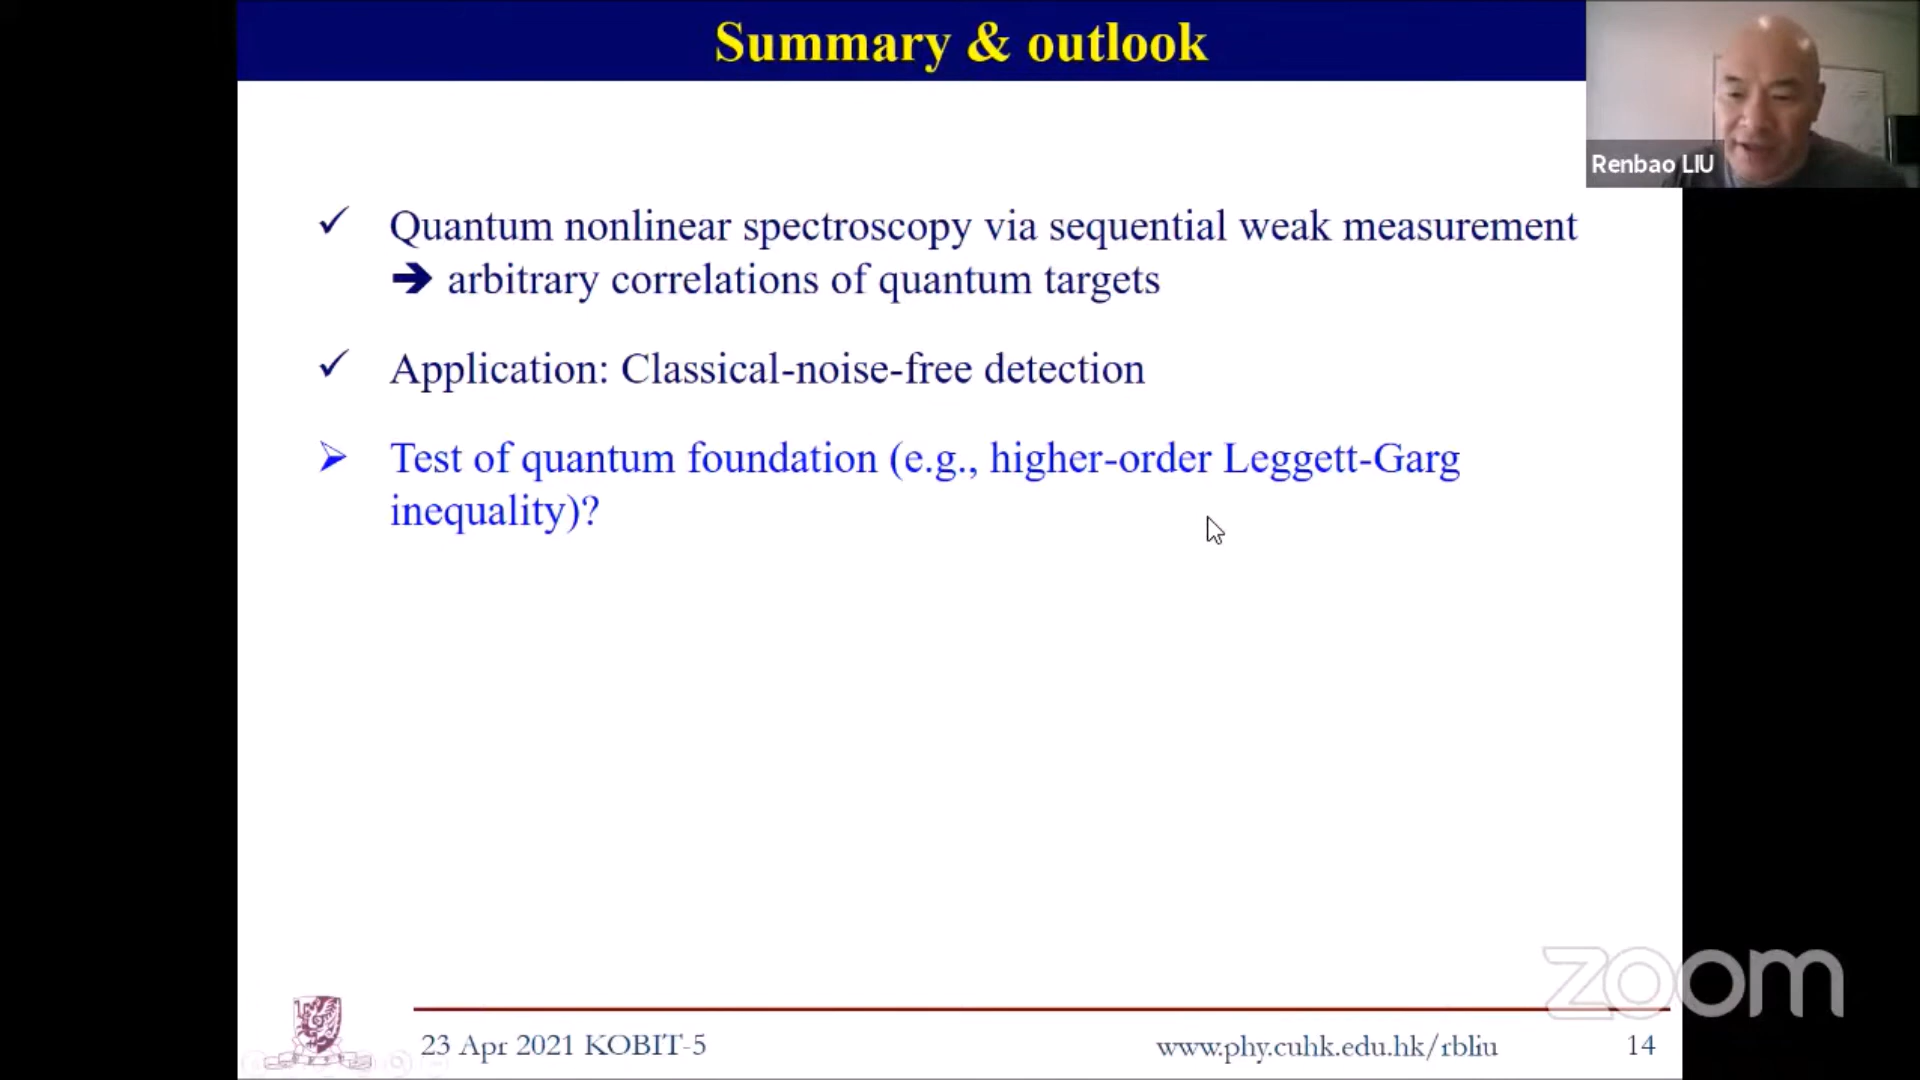 Summary & outlook
Renbao LIU
✓ Quantum nonlinear spectroscopy via sequential weak measurement
➔ arbitrary correlations of quantum targets
✓ Application: Classical-noise-free detection
➢ Test of quantum foundation (e.g., higher-order Leggett-Garg
inequality)?
zoom
23 Apr 2021 KOBIT-5
www.phy.cuhk.edu.hk/rbliu
14